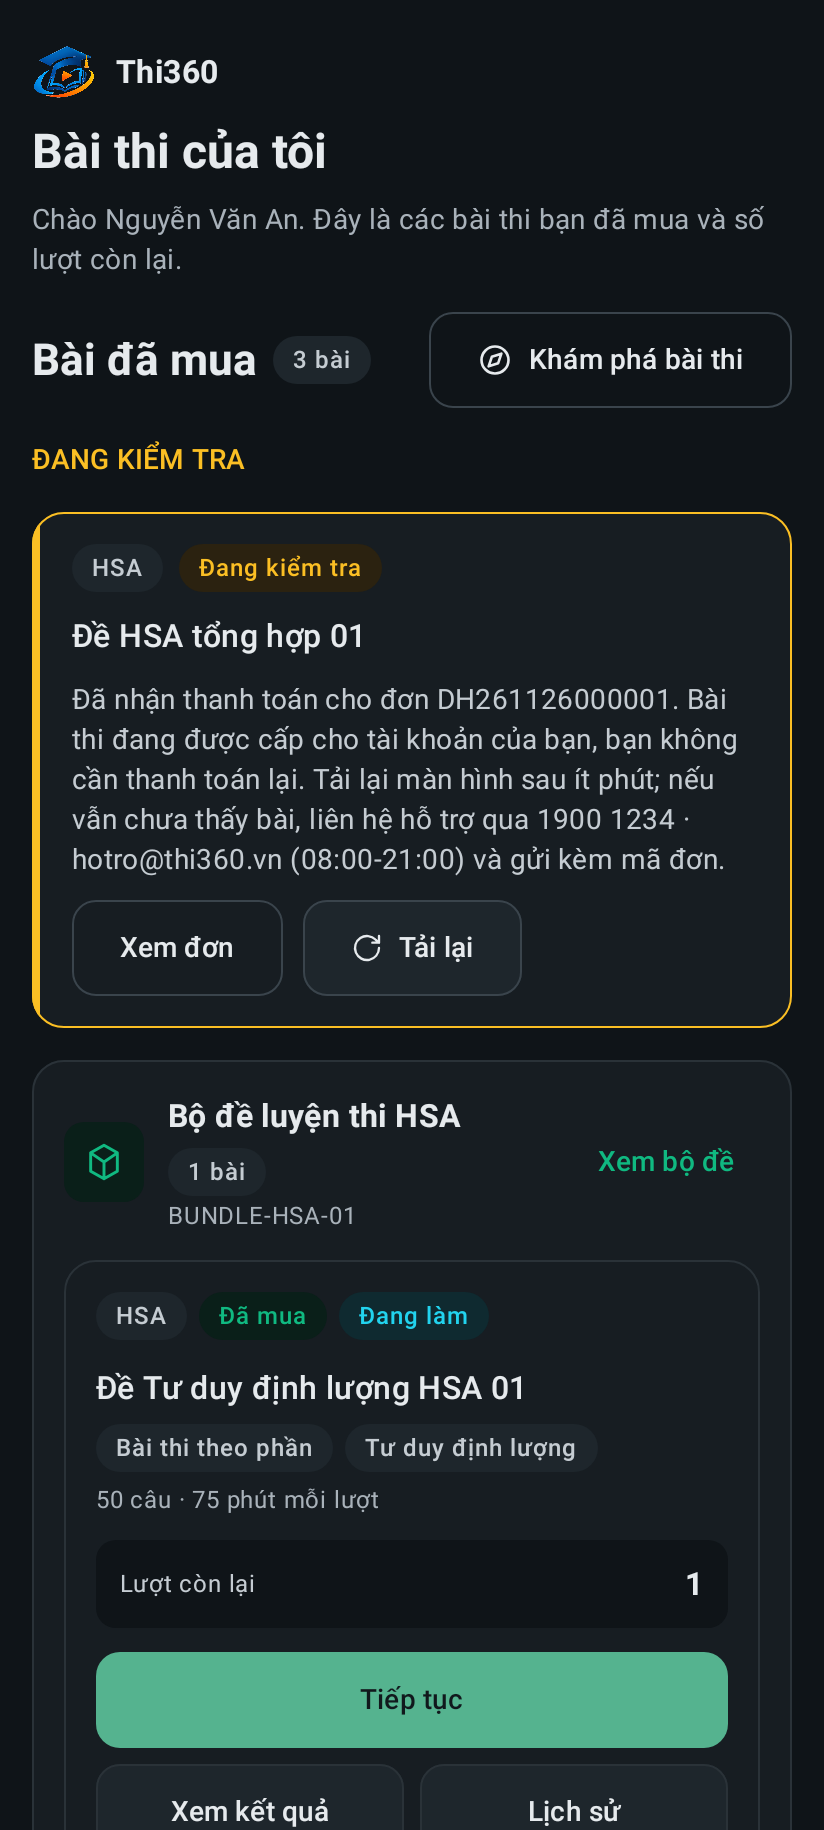 Thi360
Bài thi của tôi
Chào Nguyễn Văn An. Đây là các bài thi bạn đã mua và số
lượt còn lại.
Bài đã mua
3 bài
Khám phá bài thi
ĐANG KIỂM TRA
HSA
Đang kiểm tra
Đề HSA tổng hợp 01
Đã nhận thanh toán cho đơn DH261126000001. Bài
thi đang được cấp cho tài khoản của bạn, bạn không
cần thanh toán lại. Tải lại màn hình sau ít phút; nếu
vẫn chưa thấy bài, liên hệ hỗ trợ qua 1900 1234 ·
hotro@thi360.vn (08:00-21:00) và gửi kèm mã đơn.
Xem đơn
Tải lại
Bộ đề luyện thi HSA
1 bài
BUNDLE-HSA-01
Xem bộ đề
HSA
Đã mua
Đang làm
Đề Tư duy định lượng HSA 01
Bài thi theo phần
Tư duy định lượng
50 câu · 75 phút mỗi lượt
Lượt còn lại
1
Tiếp tục
Xem kết quả
Lịch sử